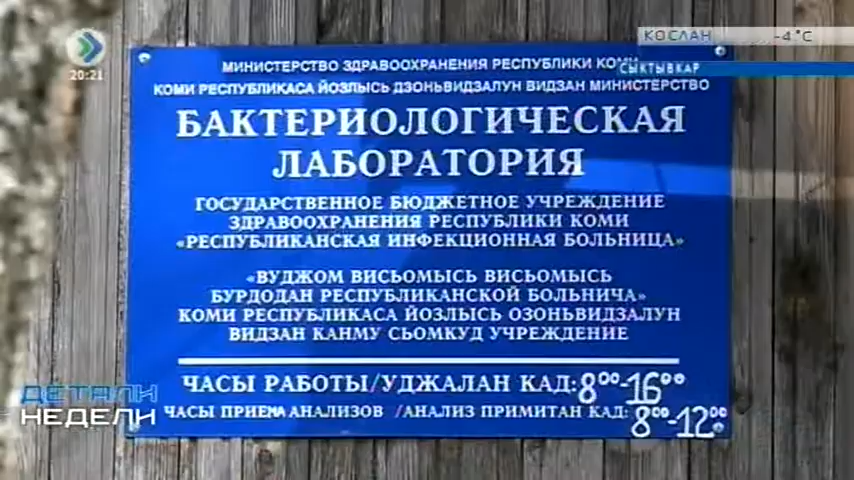 КОСЛАН -4°C
СЫКТЫВКАР
20:21
МИНИСТЕРСТВО ЗДРАВООХРАНЕНИЯ РЕСПУБЛИКИ КОМИ
КОМИ РЕСПУБЛИКАСА ЙОЗЛЫСЬ ДЗОНЬВИДЗАЛУН ВИДЗАН МИНИСТЕРСТВО
БАКТЕРИОЛОГИЧЕСКАЯ
ЛАБОРАТОРИЯ
ГОСУДАРСТВЕННОЕ БЮДЖЕТНОЕ УЧРЕЖДЕНИЕ
ЗДРАВООХРАНЕНИЯ РЕСПУБЛИКИ КОМИ
«РЕСПУБЛИКАНСКАЯ ИНФЕКЦИОННАЯ БОЛЬНИЦА»
«ВУДЖОМ ВИСЬОМЫСЬ ВИСЬОМЫСЬ
БУРДОДАН РЕСПУБЛИКАНСКОЙ БОЛЬНИЧА»
КОМИ РЕСПУБЛИКАСА ЙОЗЛЫСЬ ОЗОНЬВИДЗАЛУН
ВИДЗАН КАНМУ СЬОМКУД УЧРЕЖДЕНИЕ
ЧАСЫ РАБОТЫ/УДЖАЛАН КАД: 8⁰⁰-16⁰⁰
ЧАСЫ ПРИЕМА АНАЛИЗОВ /АНАЛИЗ ПРИМИТАН КАД: 8⁰⁰-12⁰⁰
ДЕТАЛИ
НЕДЕЛИ